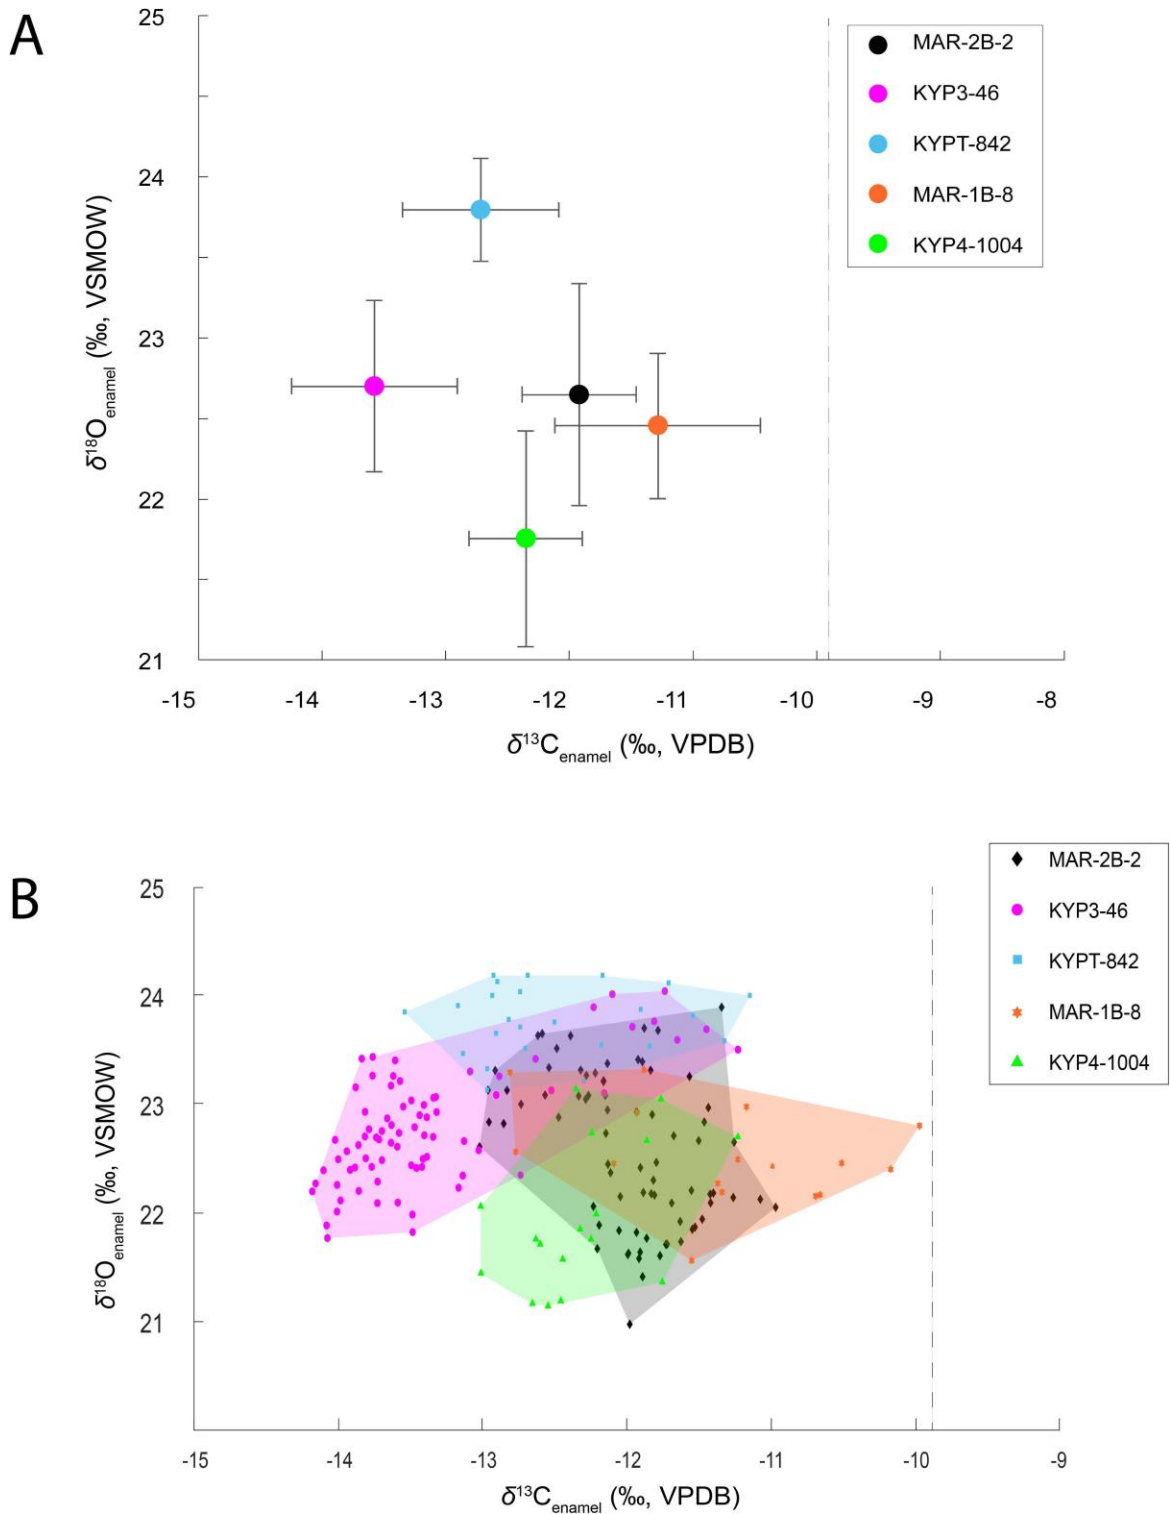 A
25
24
23
22
21
δ¹⁸Oenamel (‰, VSMOW)
-15
-14
-13
-12
-11
-10
-9
-8
δ¹³Cenamel (‰, VPDB)
MAR-2B-2
KYP3-46
KYPT-842
MAR-1B-8
KYP4-1004
B
25
24
23
22
21
δ¹⁸Oenamel (‰, VSMOW)
-15
-14
-13
-12
-11
-10
-9
δ¹³Cenamel (‰, VPDB)
MAR-2B-2
KYP3-46
KYPT-842
MAR-1B-8
KYP4-1004